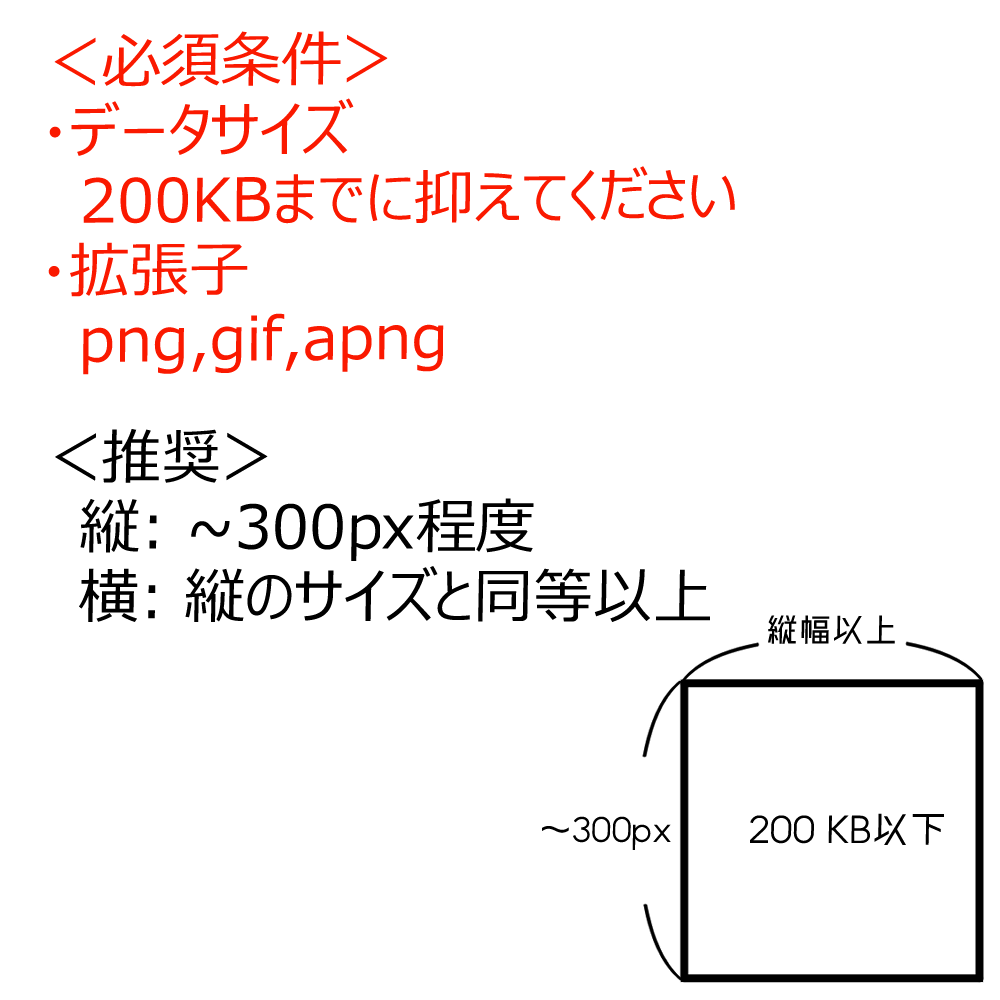 ＜必須条件＞
・データサイズ
200KBまでに抑えてください
・拡張子
png,gif,apng
＜推奨＞
縦: ~300px程度
横: 縦のサイズと同等以上
縦幅以上
～300px
200 KB以下